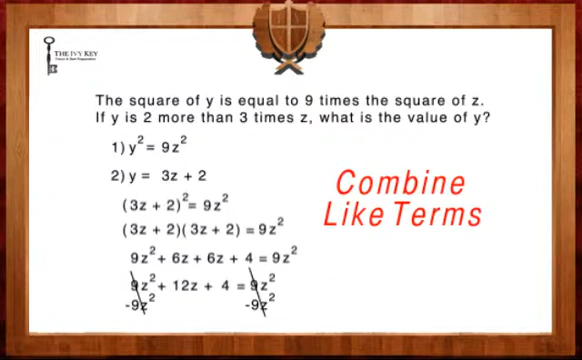 THE IVY KEY
The square of y is equal to 9 times the square of z.
If y is 2 more than 3 times z, what is the value of y?
1) y² = 9z²
2) y = 3z + 2
(3z + 2)² = 9z²
(3z + 2)(3z + 2) = 9z²
9z² + 6z + 6z + 4 = 9z²
9z² + 12z + 4 = 9z²
-9z² -9z²
Combine
Like Terms